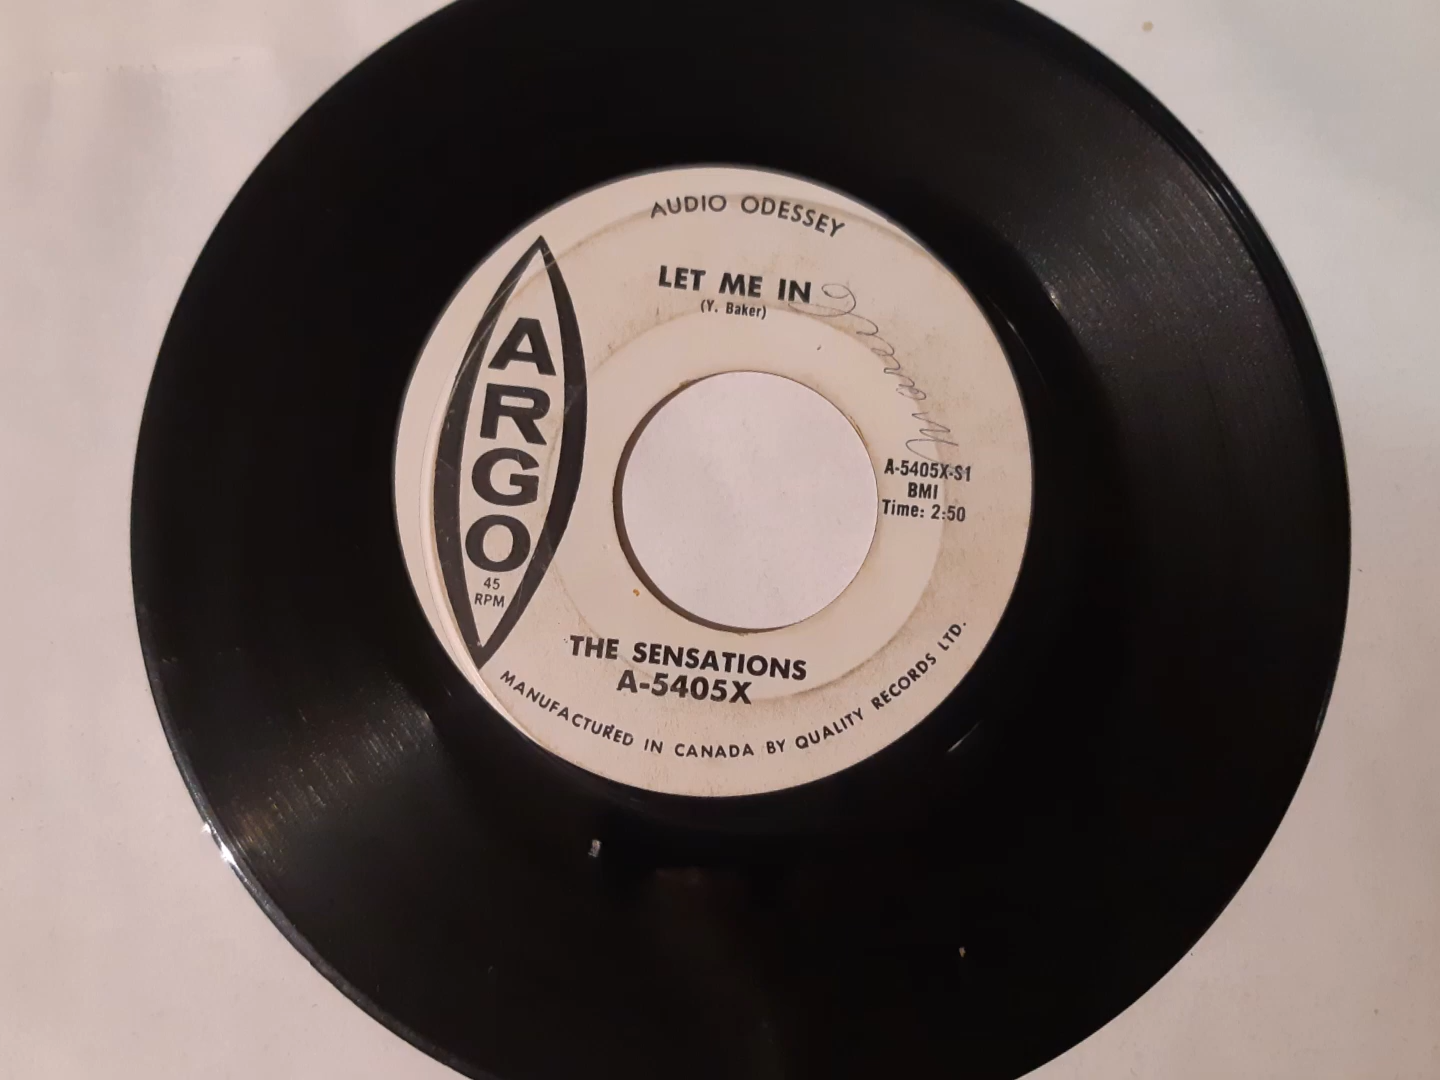 AUDIO ODESSEY
LET ME IN
(Y. Baker)
ARGO
45
RPM
A-5405X-S1
BMI
Time: 2:50
THE SENSATIONS
A-5405X
MANUFACTURED IN CANADA BY QUALITY RECORDS LTD.